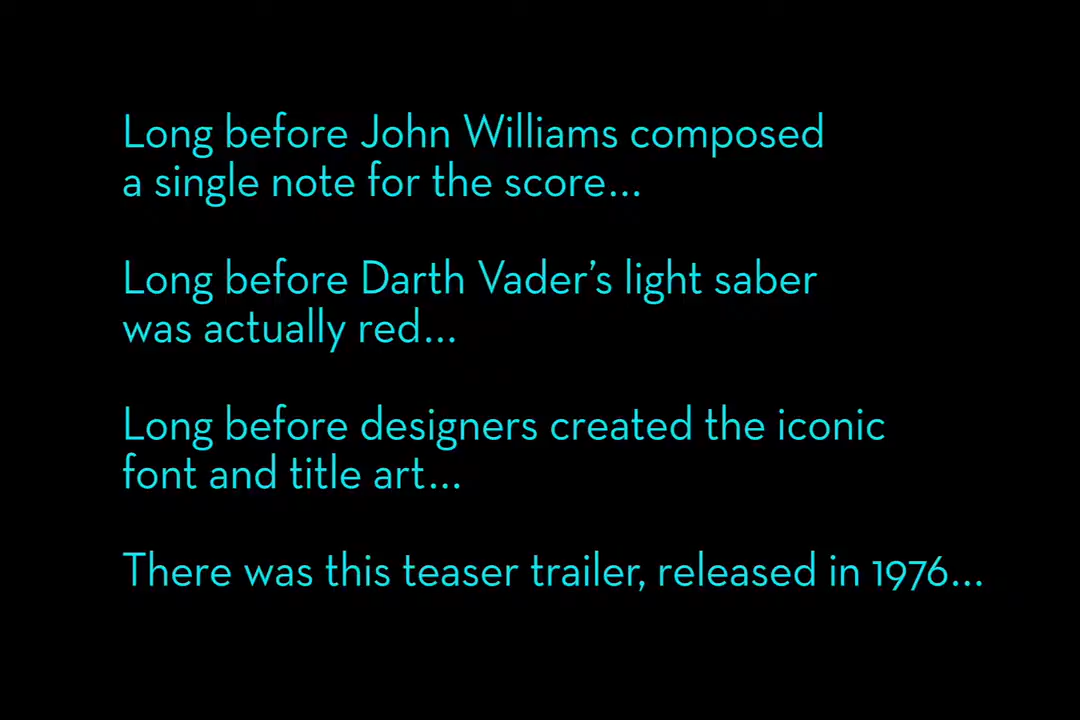 Long before John Williams composed
a single note for the score...
Long before Darth Vader’s light saber
was actually red...
Long before designers created the iconic
font and title art...
There was this teaser trailer, released in 1976...